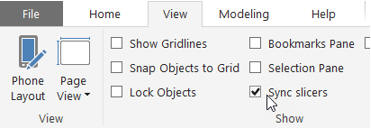 File Home View Modeling Help
Phone Layout
Page View
Show Gridlines
Snap Objects to Grid
Lock Objects
Bookmarks Pane
Selection Pane
Sync slicers
View
Show